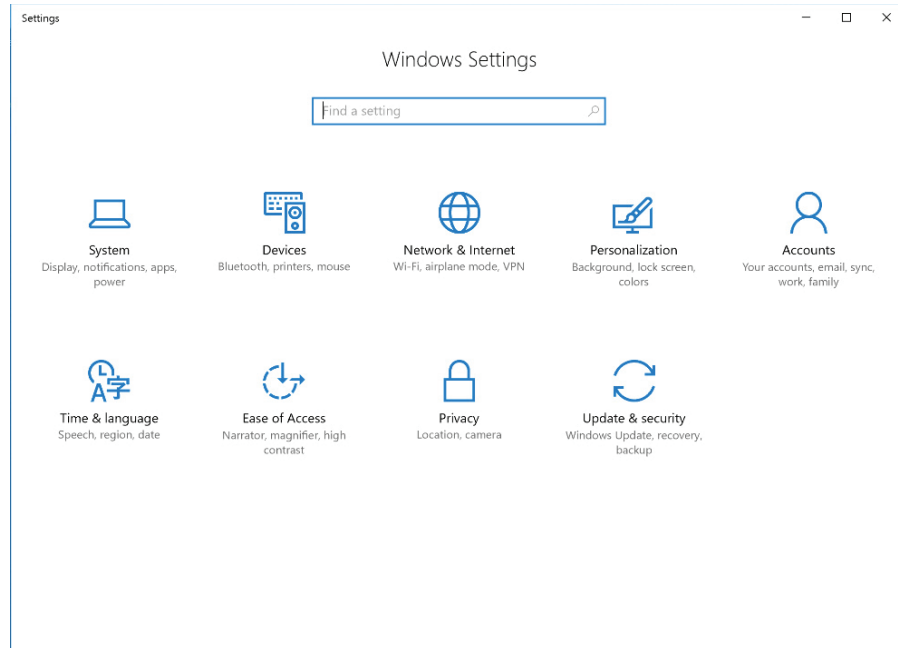 Settings
Windows Settings
Find a setting
System
Display, notifications, apps,
power
Devices
Bluetooth, printers, mouse
Network & Internet
Wi-Fi, airplane mode, VPN
Personalization
Background, lock screen,
colors
Accounts
Your accounts, email, sync,
work, family
A字
Time & language
Speech, region, date
Ease of Access
Narrator, magnifier, high
contrast
Privacy
Location, camera
Update & security
Windows Update, recovery,
backup